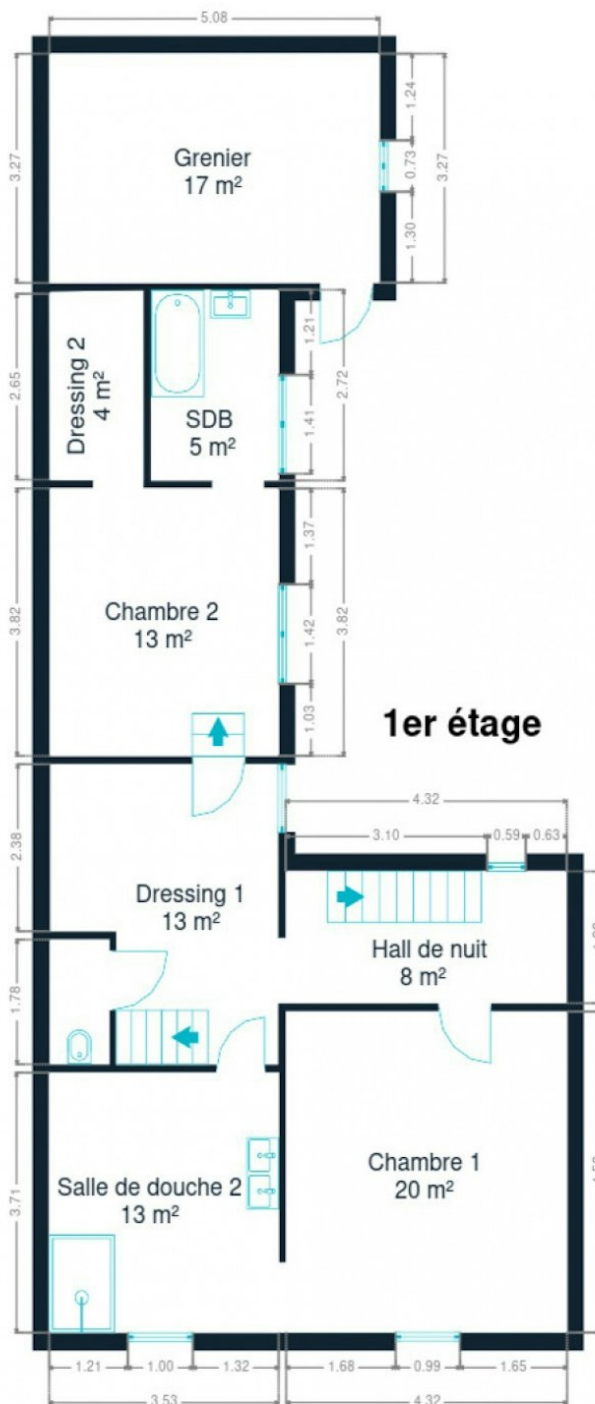 5.08
3.27
Grenier
17 m²
1.24
0.73
1.30
3.27
2.65
Dressing 2
4 m²
SDB
5 m²
1.21
1.41
2.72
3.82
Chambre 2
13 m²
1.37
1.42
1.03
3.82
1er étage
2.38
Dressing 1
13 m²
4.32
3.10
0.59
0.63
Hall de nuit
8 m²
1.78
3.71
Salle de douche 2
13 m²
Chambre 1
20 m²
1.21
1.00
1.32
1.68
0.99
1.65
3.53
4.32